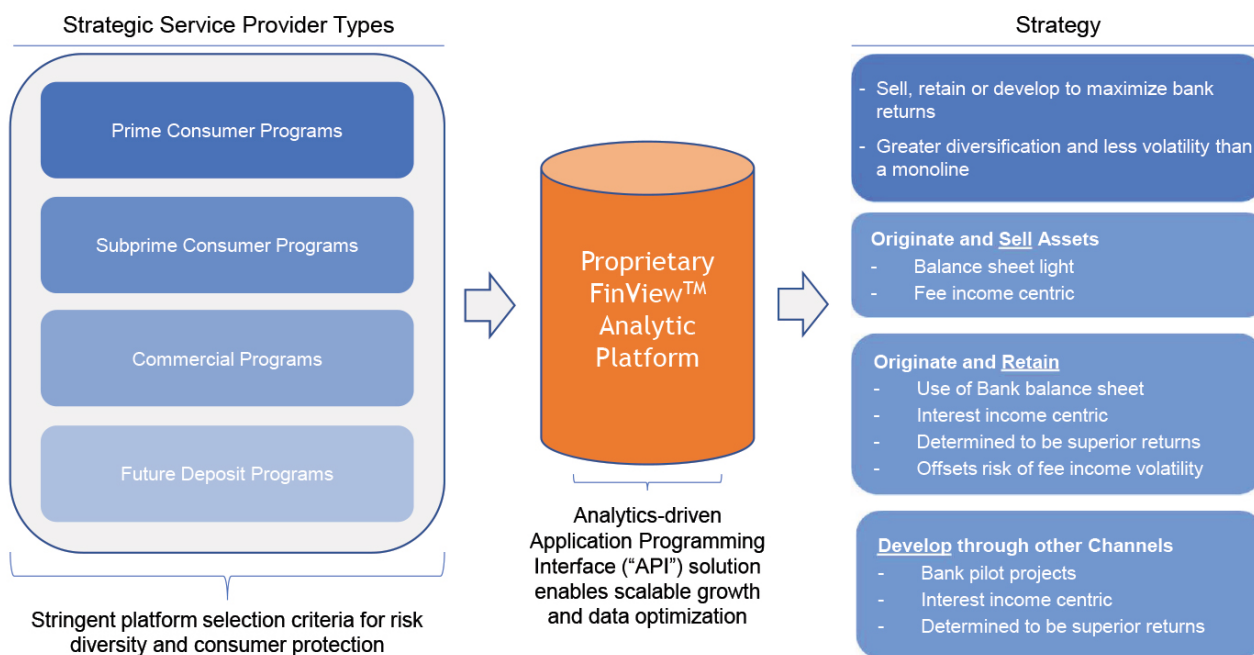 Strategic Service Provider Types
Prime Consumer Programs
Subprime Consumer Programs
Commercial Programs
Future Deposit Programs
Stringent platform selection criteria for risk
diversity and consumer protection
Proprietary
FinView™
Analytic
Platform
Analytics-driven
Application Programming
Interface (“API”) solution
enables scalable growth
and data optimization
Strategy
- Sell, retain or develop to maximize bank
returns
- Greater diversification and less volatility than
a monoline
Originate and Sell Assets
- Balance sheet light
- Fee income centric
Originate and Retain
- Use of Bank balance sheet
- Interest income centric
- Determined to be superior returns
- Offsets risk of fee income volatility
Develop through other Channels
- Bank pilot projects
- Interest income centric
- Determined to be superior returns